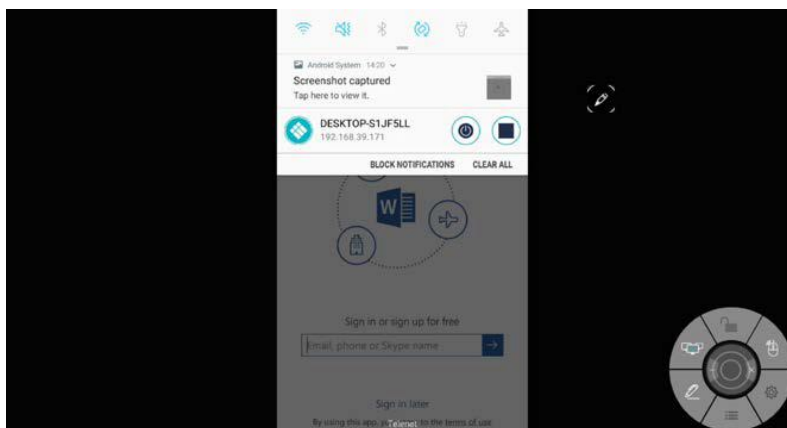 Android System 14:20
Screenshot captured
Tap here to view it.
DESKTOP-S1JF5LL
192.168.39.171
BLOCK NOTIFICATIONS CLEAR ALL
W
Sign in or sign up for free
Email, phone or Skype name
Sign in later
By using this app, you agree to the terms of use
Telenet